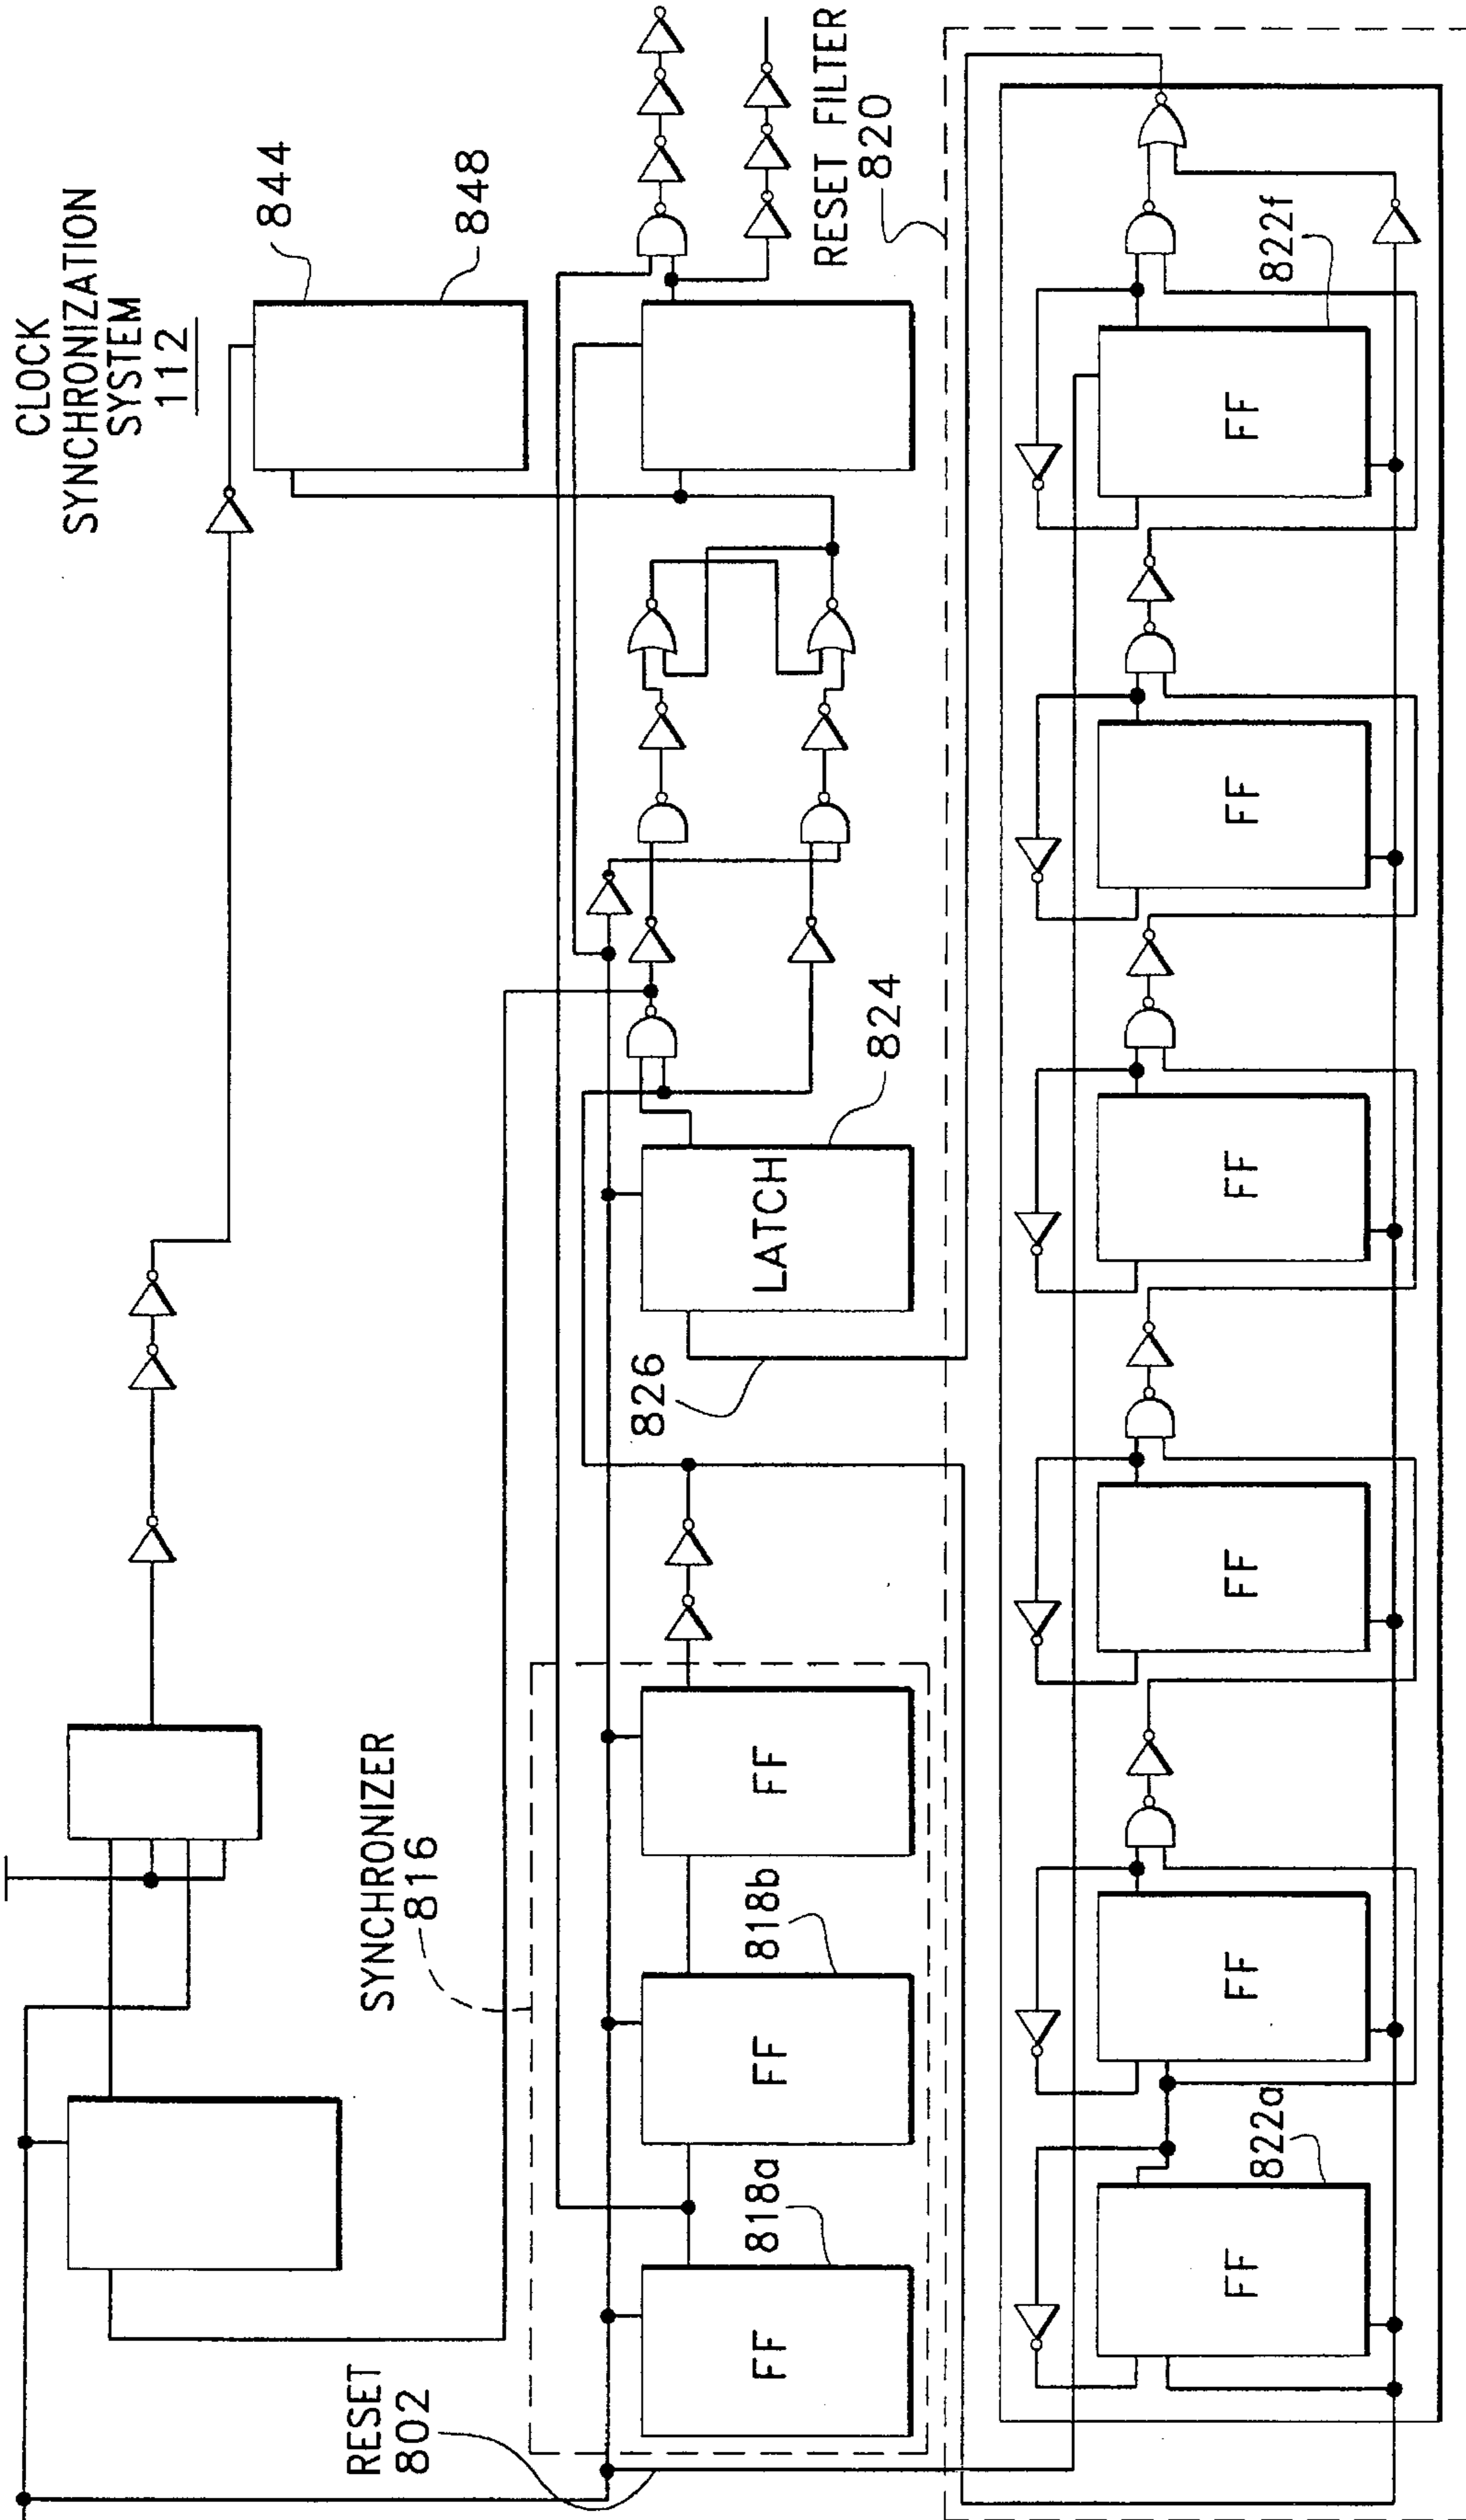 CLOCK
SYNCHRONIZATION
SYSTEM
112
844
848
RESET FILTER
820
SYNCHRONIZER
816
RESET
802
FF
818a
FF
818b
FF
826
LATCH
824
FF
822a
FF
FF
FF
FF
FF
822f